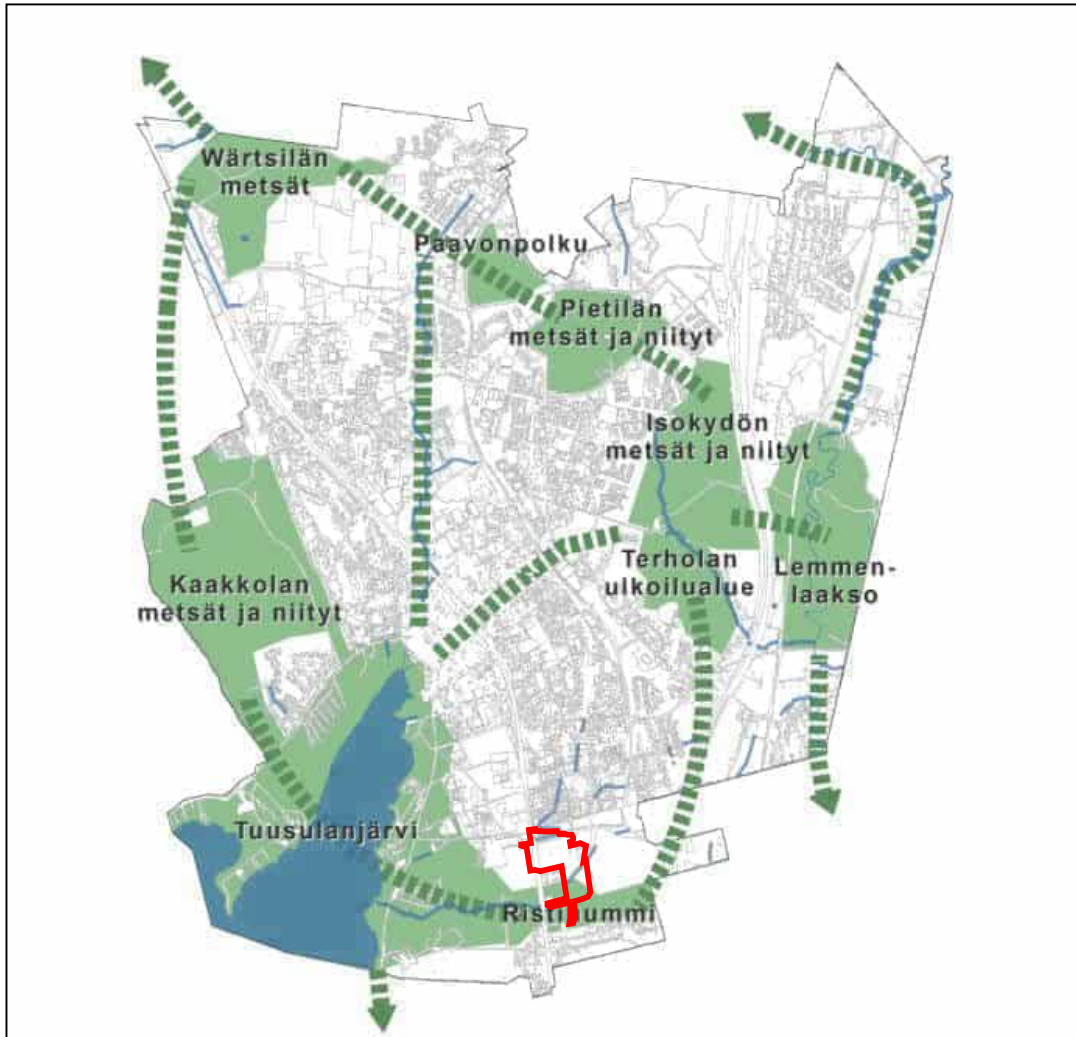 Wärtsilän
metsät
Paavonpolku
Pietilän
metsät ja niityt
Isokydön
metsät ja niityt
Terholan
ulkoilualue
Lemmen-
laakso
Kaakkolan
metsät ja niityt
Tuusulanjärvi
Ristinummi